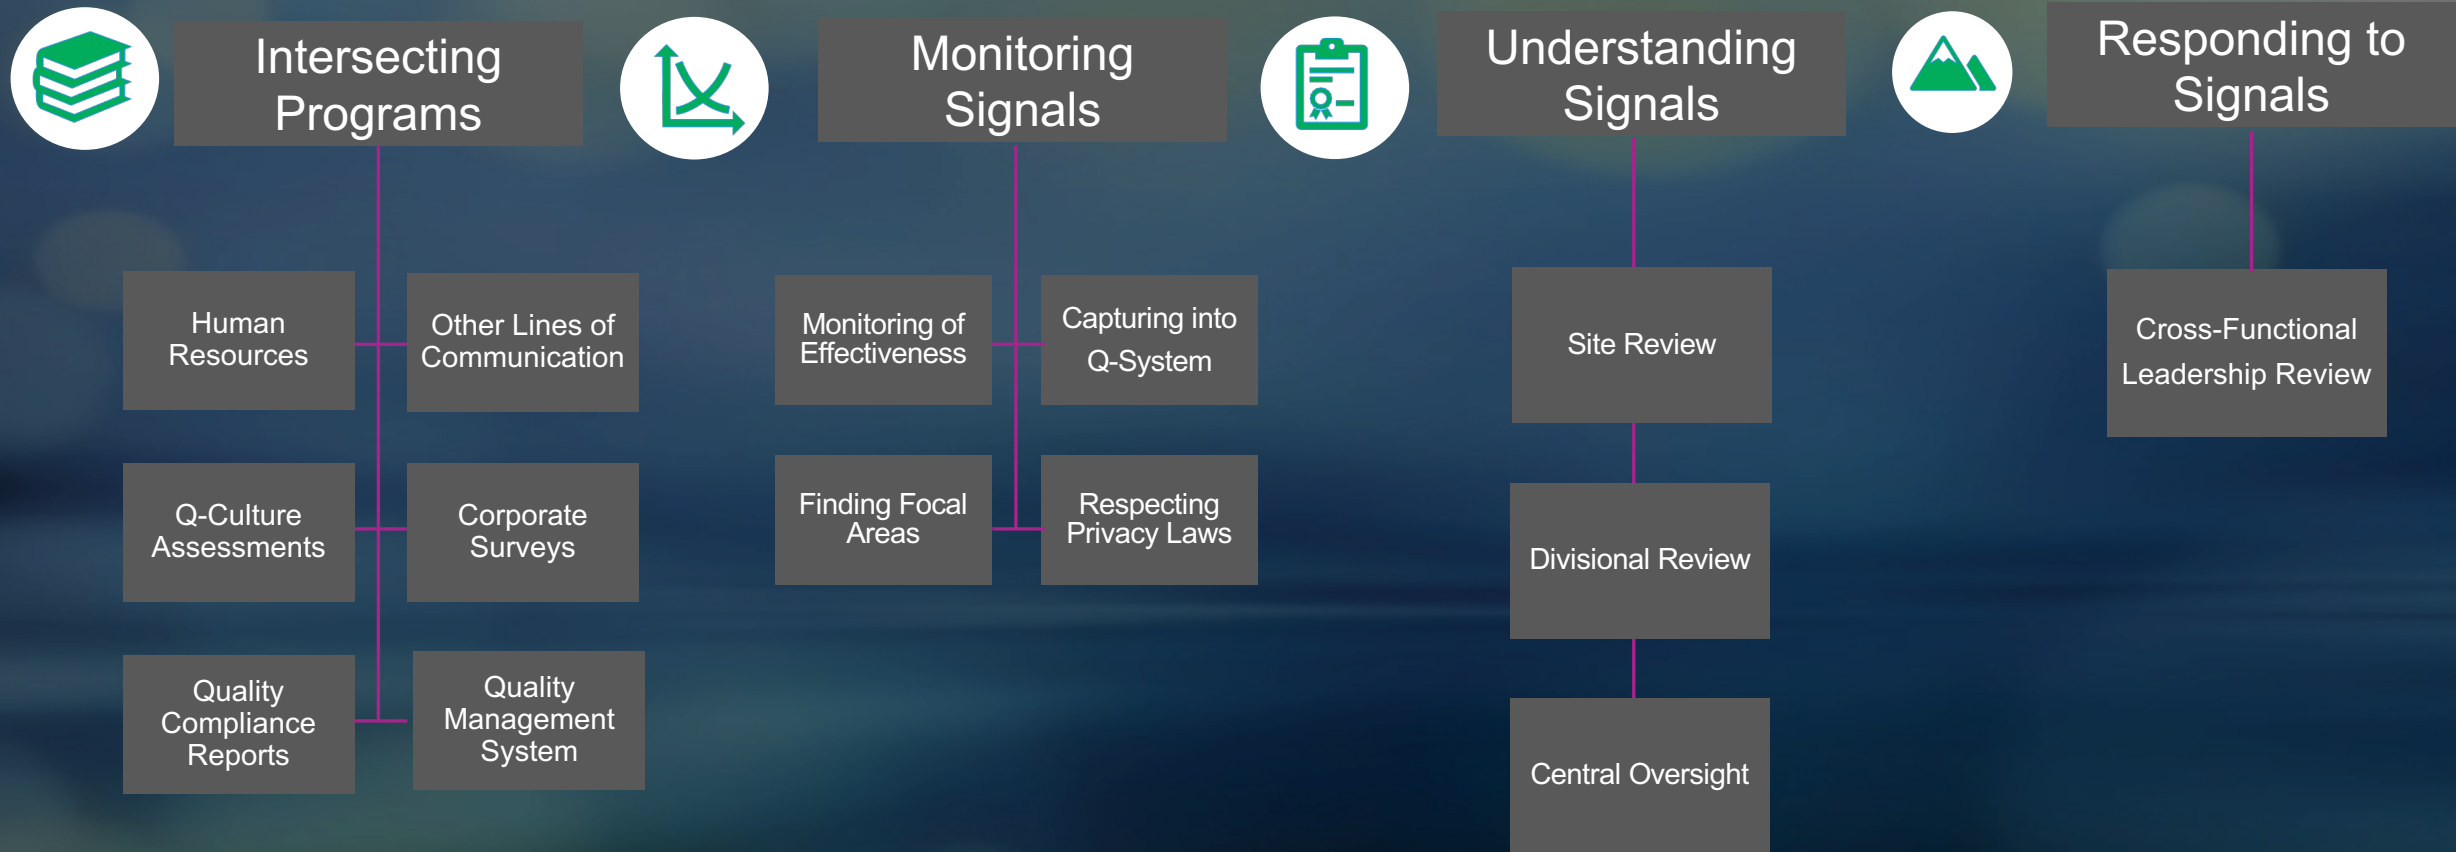 Intersecting
Programs
Monitoring
Signals
Understanding
Signals
Responding to
Signals
Human
Resources
Other Lines of
Communication
Q-Culture
Assessments
Corporate
Surveys
Quality
Compliance
Reports
Quality
Management
System
Monitoring of
Effectiveness
Capturing into
Q-System
Finding Focal
Areas
Respecting
Privacy Laws
Site Review
Divisional Review
Central Oversight
Cross-Functional
Leadership Review